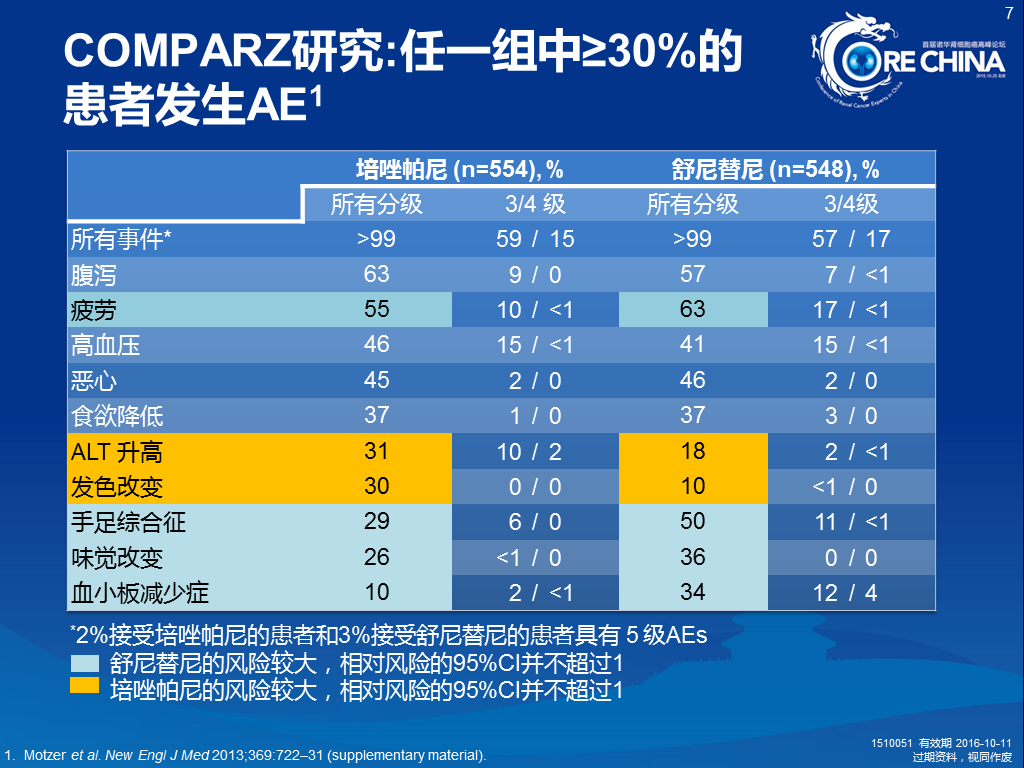 7
COMPARZ研究:任一组中≥30%的
患者发生AE1
首届诺华肾细胞癌高峰论坛
CORE CHINA
2015.10.25 北京
Conference of Renal Cancer Experts in China
培唑帕尼 (n=554), % 舒尼替尼 (n=548), %
所有分级 3/4 级 所有分级 3/4级
所有事件* >99 59 / 15 >99 57 / 17
腹泻 63 9 / 0 57 7 / <1
疲劳 55 10 / <1 63 17 / <1
高血压 46 15 / <1 41 15 / <1
恶心 45 2 / 0 46 2 / 0
食欲降低 37 1 / 0 37 3 / 0
ALT 升高 31 10 / 2 18 2 / <1
发色改变 30 0 / 0 10 <1 / 0
手足综合征 29 6 / 0 50 11 / <1
味觉改变 26 <1 / 0 36 0 / 0
血小板减少症 10 2 / <1 34 12 / 4
*2%接受培唑帕尼的患者和3%接受舒尼替尼的患者具有 5 级AEs
舒尼替尼的风险较大，相对风险的95%CI并不超过1
培唑帕尼的风险较大，相对风险的95%CI并不超过1
1. Motzer et al. New Engl J Med 2013;369:722–31 (supplementary material).
1510051 有效期 2016-10-11
过期资料，视同作废